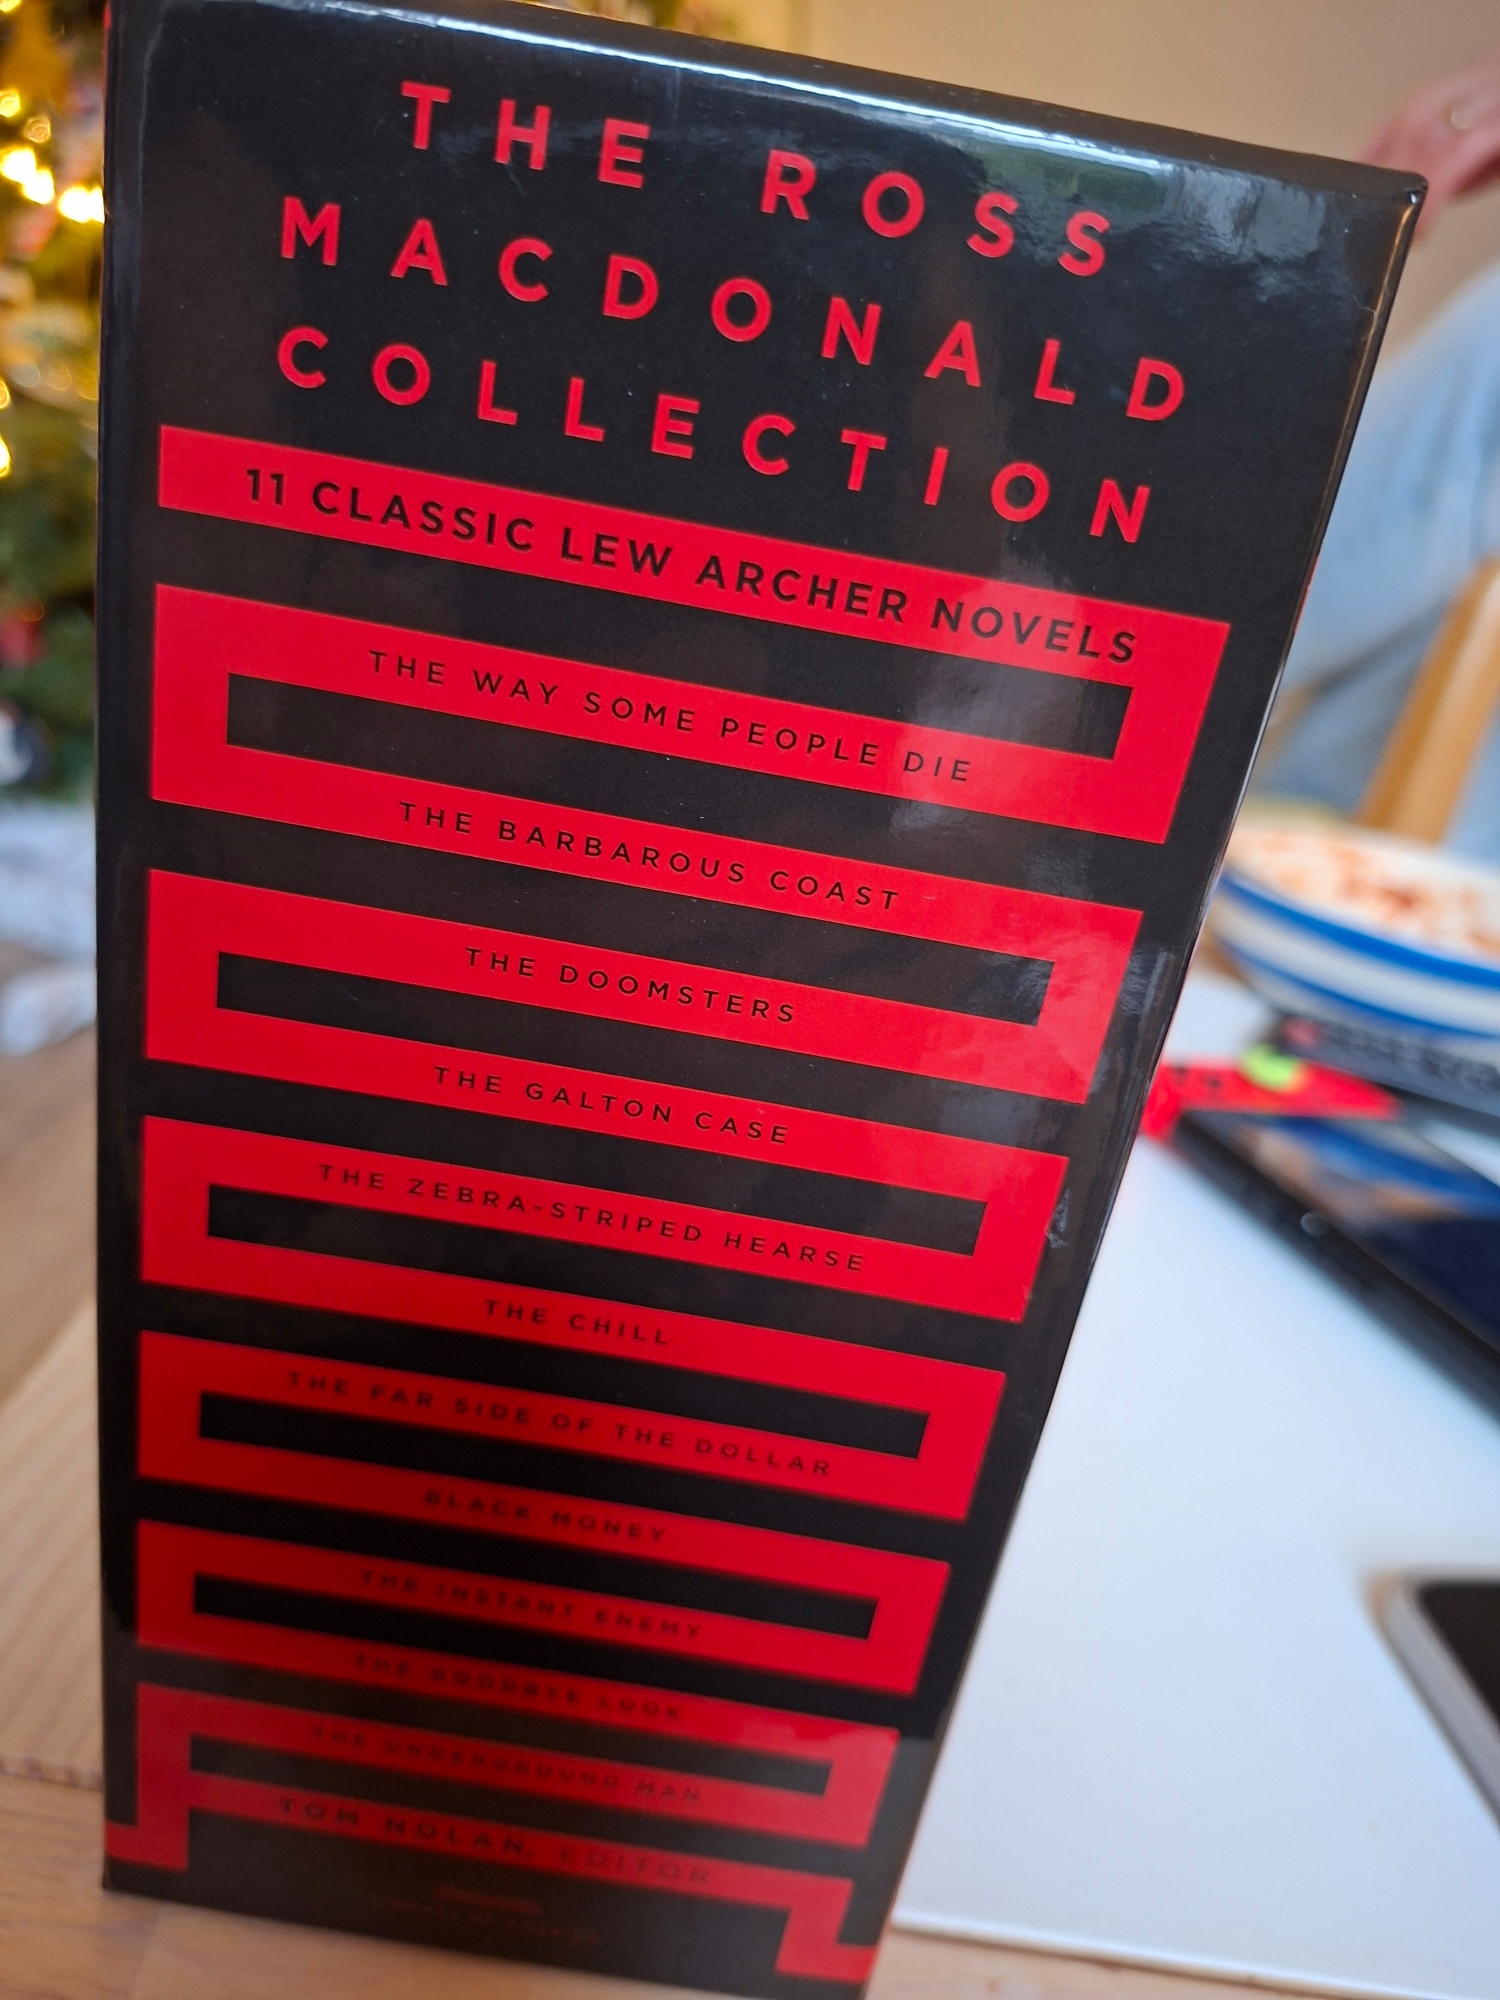 THE ROSS
MACDONALD
COLLECTION
11 CLASSIC LEW ARCHER NOVELS
THE WAY SOME PEOPLE DIE
THE BARBAROUS COAST
THE DOOMSTERS
THE GALTON CASE
THE ZEBRA-STRIPED HEARSE
THE CHILL
THE FAR SIDE OF THE DOLLAR
BLACK MONEY
THE INSTANT ENEMY
THE GOODBYE LOOK
THE UNDERGROUND MAN
TOM NOLAN, EDITOR